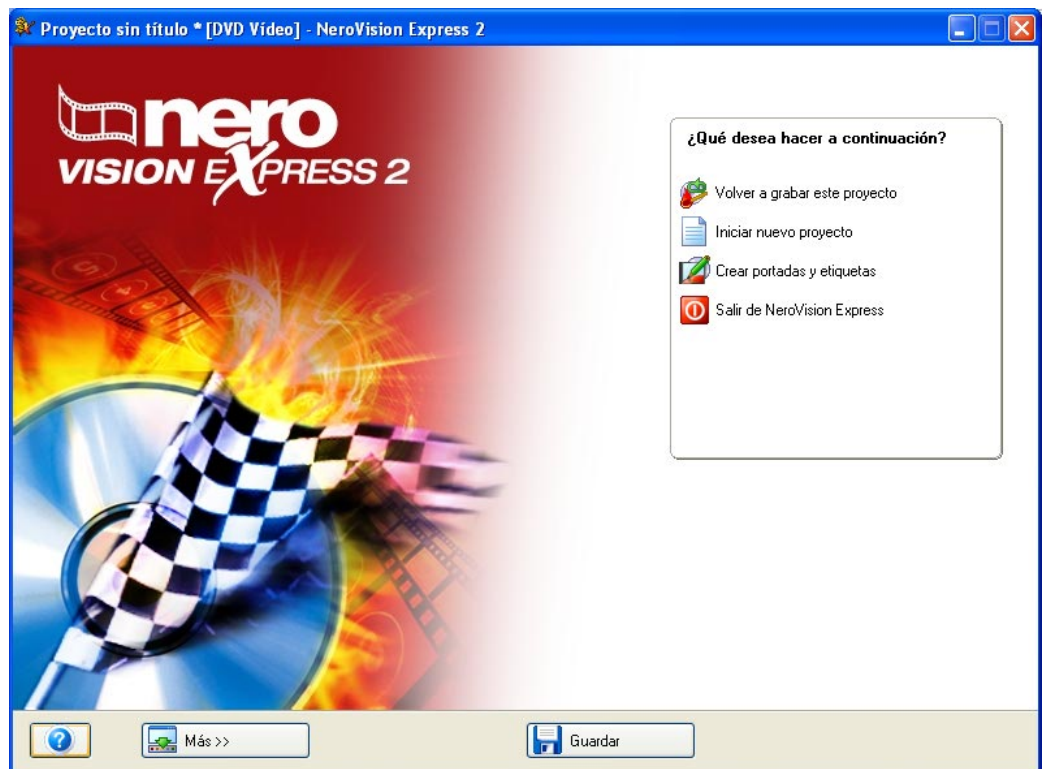 Proyecto sin título * [DVD Vídeo] - NeroVision Express 2
nero
VISION EXPRESS 2
¿Qué desea hacer a continuación?
Volver a grabar este proyecto
Iniciar nuevo proyecto
Crear portadas y etiquetas
Salir de NeroVision Express
?
Más >>
Guardar